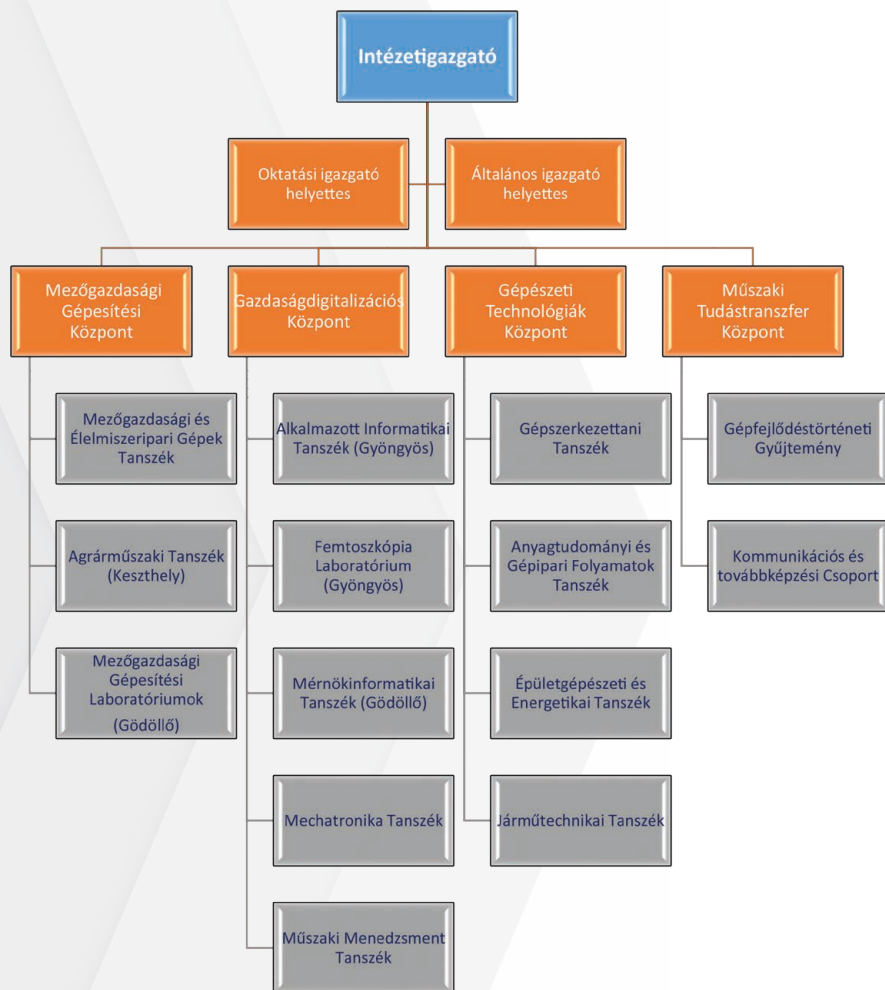 Intézetigazgató
Oktatási igazgató
helyettes
Általános igazgató
helyettes
Mezőgazdasági
Gépesítési
Központ
Gazdaságdigitalizációs
Központ
Gépészeti
Technológiák
Központ
Műszaki
Tudástranszfer
Központ
Mezőgazdasági és
Élelmiszeripari Gépek
Tanszék
Agrárműszaki Tanszék
(Keszthely)
Mezőgazdasági
Gépesítési
Laboratóriumok
(Gödöllő)
Alkalmazott Informatikai
Tanszék (Gyöngyös)
Femtoszkópia
Laboratórium
(Gyöngyös)
Mérnökinformatikai
Tanszék (Gödöllő)
Mechatronika Tanszék
Műszaki Menedzsment
Tanszék
Gépszerkezettani
Tanszék
Anyagtudományi és
Gépipari Folyamatok
Tanszék
Épületgépészeti és
Energetikai Tanszék
Járműtechnikai Tanszék
Gépfejlődéstörténeti
Gyűjtemény
Kommunikációs és
továbbképzési Csoport